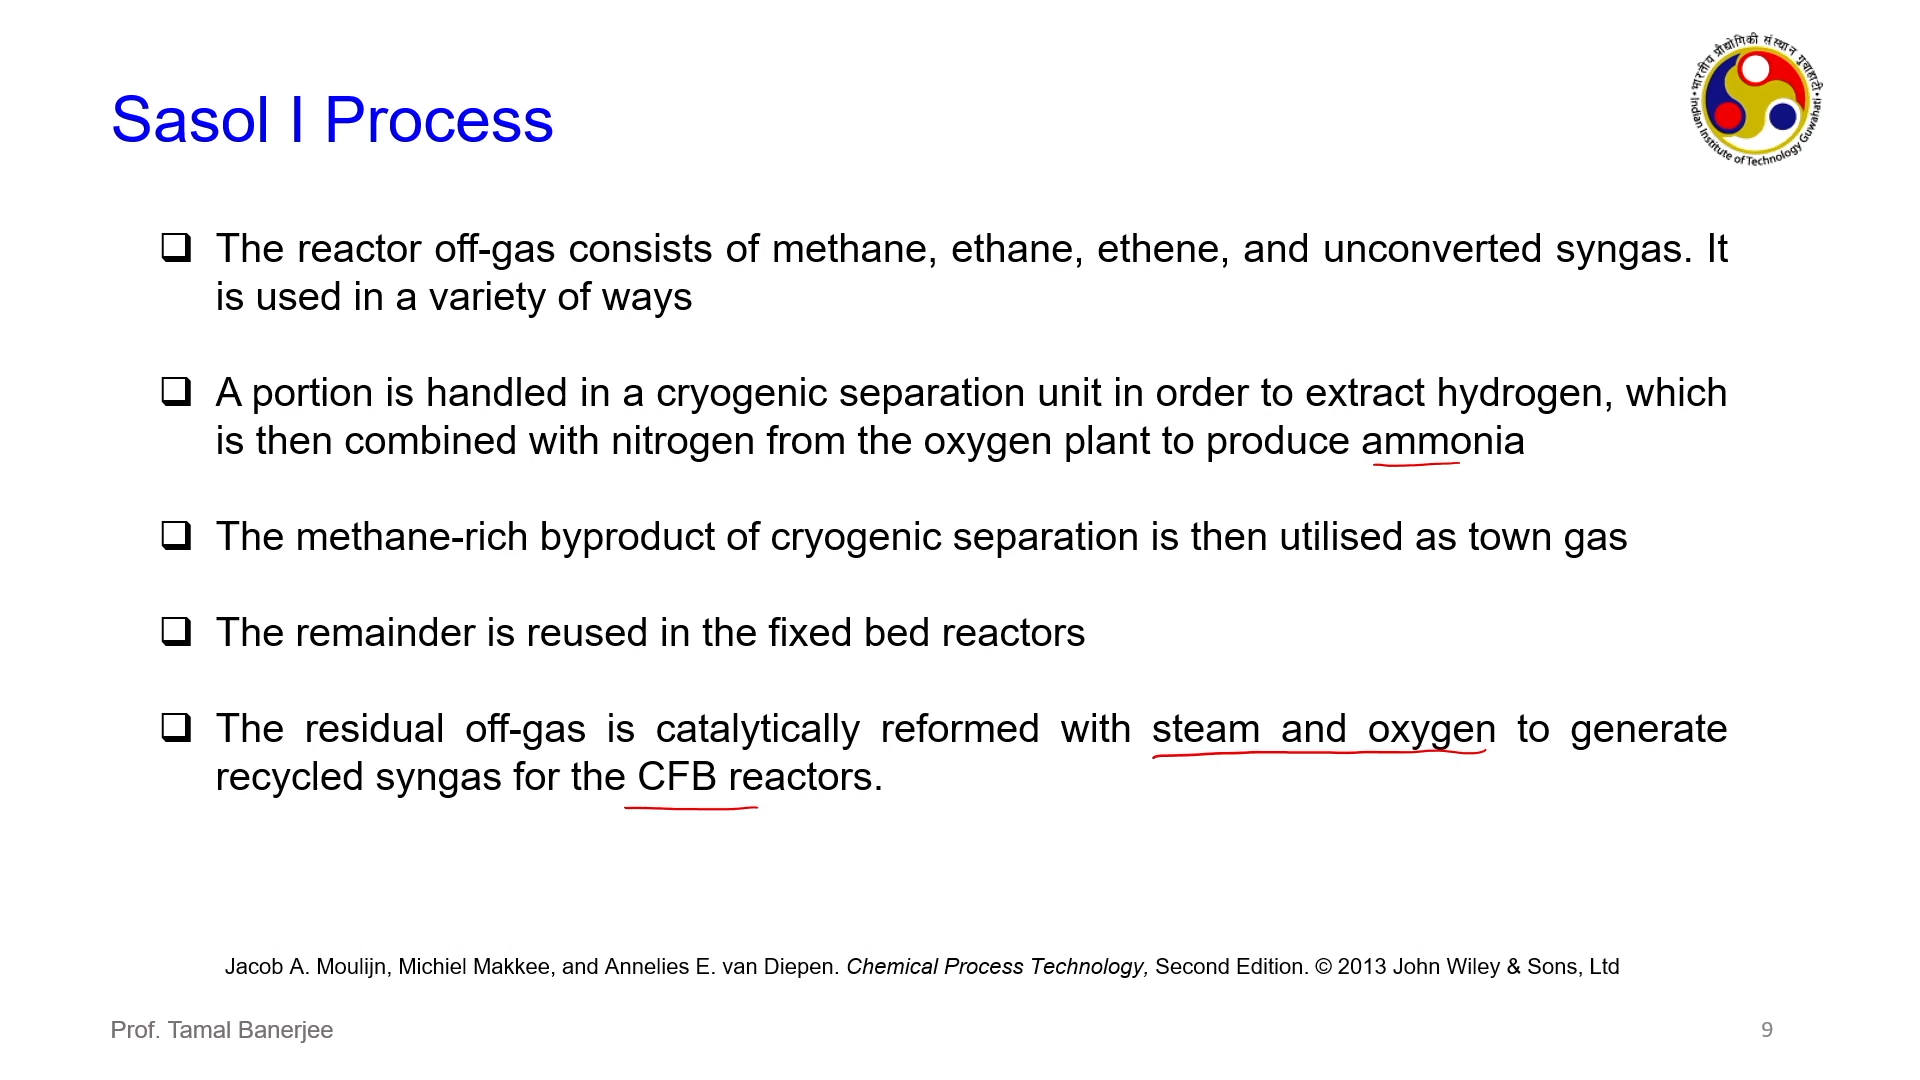 Sasol I Process
भारतीय प्रौद्योगिकी संस्थान गुवाहाटी
Indian Institute of Technology Guwahati
❑ The reactor off-gas consists of methane, ethane, ethene, and unconverted syngas. It
is used in a variety of ways
❑ A portion is handled in a cryogenic separation unit in order to extract hydrogen, which
is then combined with nitrogen from the oxygen plant to produce ammonia
❑ The methane-rich byproduct of cryogenic separation is then utilised as town gas
❑ The remainder is reused in the fixed bed reactors
❑ The residual off-gas is catalytically reformed with steam and oxygen to generate
recycled syngas for the CFB reactors.
Jacob A. Moulijn, Michiel Makkee, and Annelies E. van Diepen. Chemical Process Technology, Second Edition. © 2013 John Wiley & Sons, Ltd
Prof. Tamal Banerjee
9